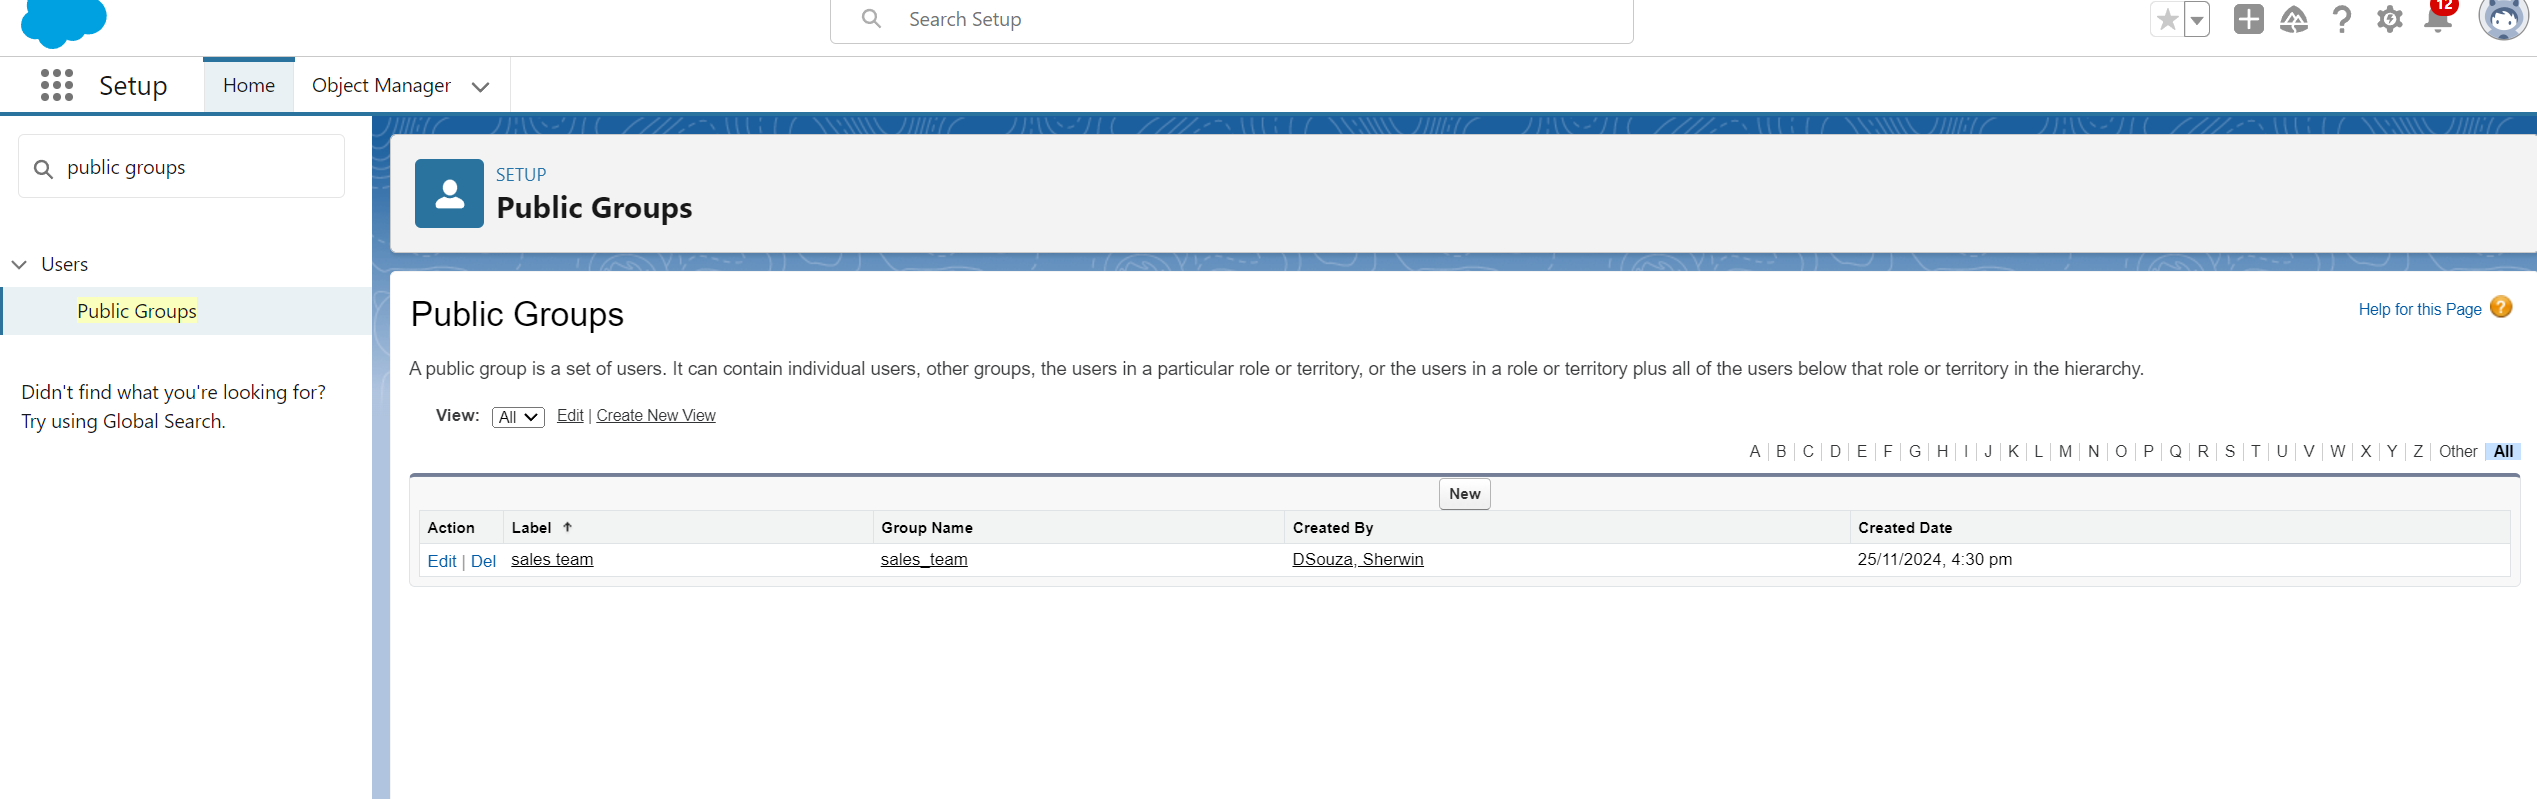 Search Setup
12
Setup
Home
Object Manager
public groups
Users
Public Groups
Didn't find what you're looking for?
Try using Global Search.
SETUP
Public Groups
Public Groups
Help for this Page ?
A public group is a set of users. It can contain individual users, other groups, the users in a particular role or territory, or the users in a role or territory plus all of the users below that role or territory in the hierarchy.
View: All Edit | Create New View
A | B | C | D | E | F | G | H | I | J | K | L | M | N | O | P | Q | R | S | T | U | V | W | X | Y | Z | Other | All
New
Action Label Group Name Created By Created Date
Edit | Del sales team sales_team DSouza, Sherwin 25/11/2024, 4:30 pm